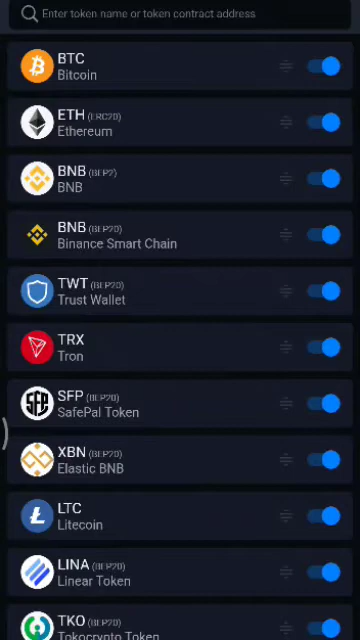 Enter token name or token contract address
BTC
Bitcoin
ETH (ERC20)
Ethereum
BNB (BEP2)
BNB
BNB (BEP20)
Binance Smart Chain
TWT (BEP20)
Trust Wallet
TRX
Tron
SFP (BEP20)
SafePal Token
XBN (BEP20)
Elastic BNB
LTC
Litecoin
LINA (BEP20)
Linear Token
TKO (BEP20)
Tokocrypto Token